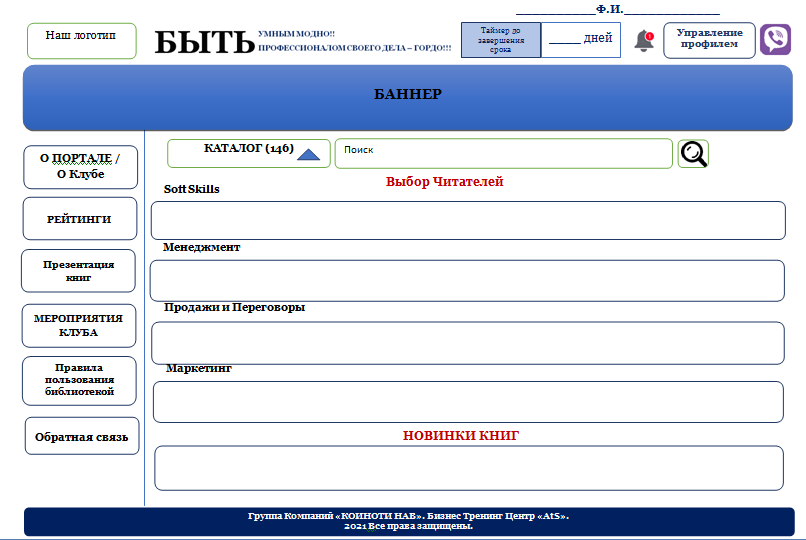 ____________Ф.И.______________
Наш логотип
БЫТЬ
УМНЫМ МОДНО!!
ПРОФЕССИОНАЛОМ СВОЕГО ДЕЛА – ГОРДО!!!
Таймер до
завершения
срока
_____ дней
Управление
профилем
БАННЕР
О ПОРТАЛЕ /
О Клубе
РЕЙТИНГИ
Презентация
книг
МЕРОПРИЯТИЯ
КЛУБА
Правила
пользования
библиотекой
Обратная связь
КАТАЛОГ (146)
Поиск
Выбор Читателей
Soft Skills
Менеджмент
Продажи и Переговоры
Маркетинг
НОВИНКИ КНИГ
Группа Компаний «КОИНОТИ НАВ». Бизнес Тренинг Центр «AtS».
2021 Все права защищены.